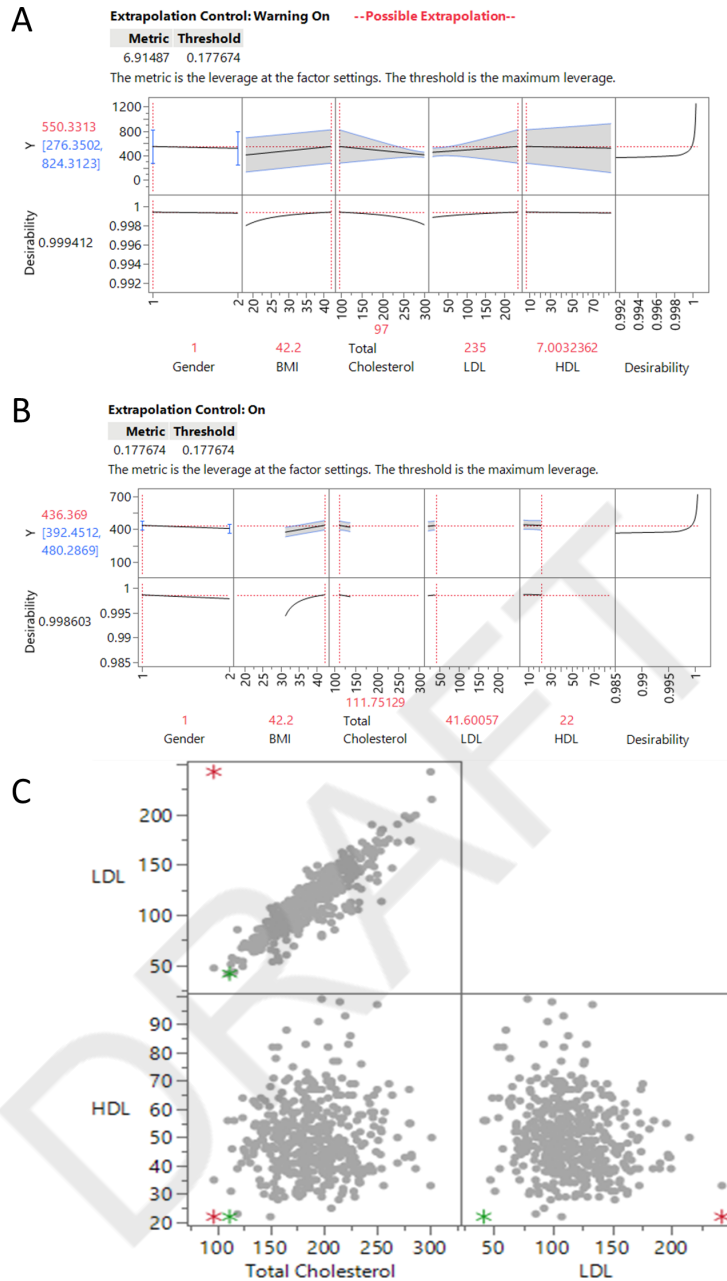 A
Extrapolation Control: Warning On --Possible Extrapolation--
Metric Threshold
6.91487 0.177674
The metric is the leverage at the factor settings. The threshold is the maximum leverage.
Y
550.3313
[276.3502,
824.3123]
1200
800
400
0
Desirability
0.999412
1
0.998
0.996
0.994
0.992
1 2
20 25 30 35 40
100 150 200 250 300
50 100 150 200
10 20 30 40 50 60 70
0.992 0.994 0.996 0.998 1
1 42.2 97 235 7.0032362
Gender BMI Total Cholesterol LDL HDL Desirability
B
Extrapolation Control: On
Metric Threshold
0.177674 0.177674
The metric is the leverage at the factor settings. The threshold is the maximum leverage.
Y
436.369
[392.4512,
480.2869]
700
400
100
Desirability
0.998603
1
0.995
0.99
0.985
1 2
20 25 30 35 40
100 150 200 250 300
50 100 150 200
10 20 30 40 50 60 70
0.985 0.99 0.995 1
1 42.2 111.75129 41.60057 22
Gender BMI Total Cholesterol LDL HDL Desirability
C
LDL
200
150
100
50
HDL
90
80
70
60
50
40
30
20
100 150 200 250 300
50 100 150 200
Total Cholesterol LDL
DRAFT